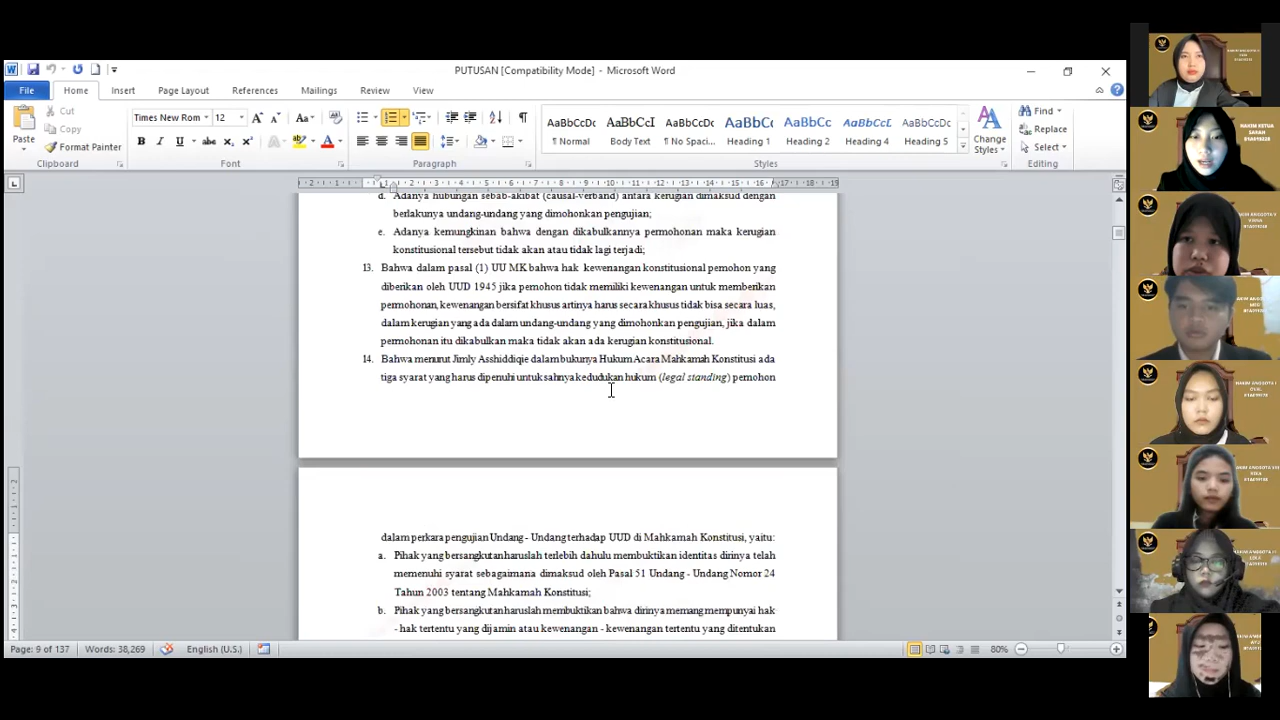 PUTUSAN [Compatibility Mode] - Microsoft Word
File Home Insert Page Layout References Mailings Review View
Paste Cut Copy Format Painter
Times New Rom 12
AaBbCcDc AaBbCcI AaBbCcDc AaBbCc AaBbCc AaBbCcL AaBbCcDc
¶ Normal Body Text ¶ No Spaci... Heading 1 Heading 2 Heading 4 Heading 5
Change Styles
Find Replace Select
Clipboard Font Paragraph Styles Editing
d. Adanya hubungan sebab-akibat (causal-verband) antara kerugian dimaksud dengan
berlakunya undang-undang yang dimohonkan pengujian;
e. Adanya kemungkinan bahwa dengan dikabulkannya permohonan maka kerugian
konstitusional tersebut tidak akan atau tidak lagi terjadi;
13. Bahwa dalam pasal (1) UU MK bahwa hak kewenangan konstitusional pemohon yang
diberikan oleh UUD 1945 jika pemohon tidak memiliki kewenangan untuk memberikan
permohonan, kewenangan bersifat khusus artinya harus secara khusus tidak bisa secara luas,
dalam kerugian yang ada dalam undang-undang yang dimohonkan pengujian, jika dalam
permohonan itu dikabulkan maka tidak akan ada kerugian konstitusional.
14. Bahwa menurut Jimly Asshiddiqie dalam bukunya Hukum Acara Mahkamah Konstitusi ada
tiga syarat yang harus dipenuhi untuk sahnya kedudukan hukum (legal standing) pemohon
dalam perkara pengujian Undang - Undang terhadap UUD di Mahkamah Konstitusi, yaitu:
a. Pihak yang bersangkutan haruslah terlebih dahulu membuktikan identitas dirinya telah
memenuhi syarat sebagaimana dimaksud oleh Pasal 51 Undang - Undang Nomor 24
Tahun 2003 tentang Mahkamah Konstitusi;
b. Pihak yang bersangkutan haruslah membuktikan bahwa dirinya memang mempunyai hak
- hak tertentu yang dijamin atau kewenangan - kewenangan tertentu yang ditentukan
Page: 9 of 137 Words: 38,269 English (U.S.) 80%
HAKIM KETUA
SARAH